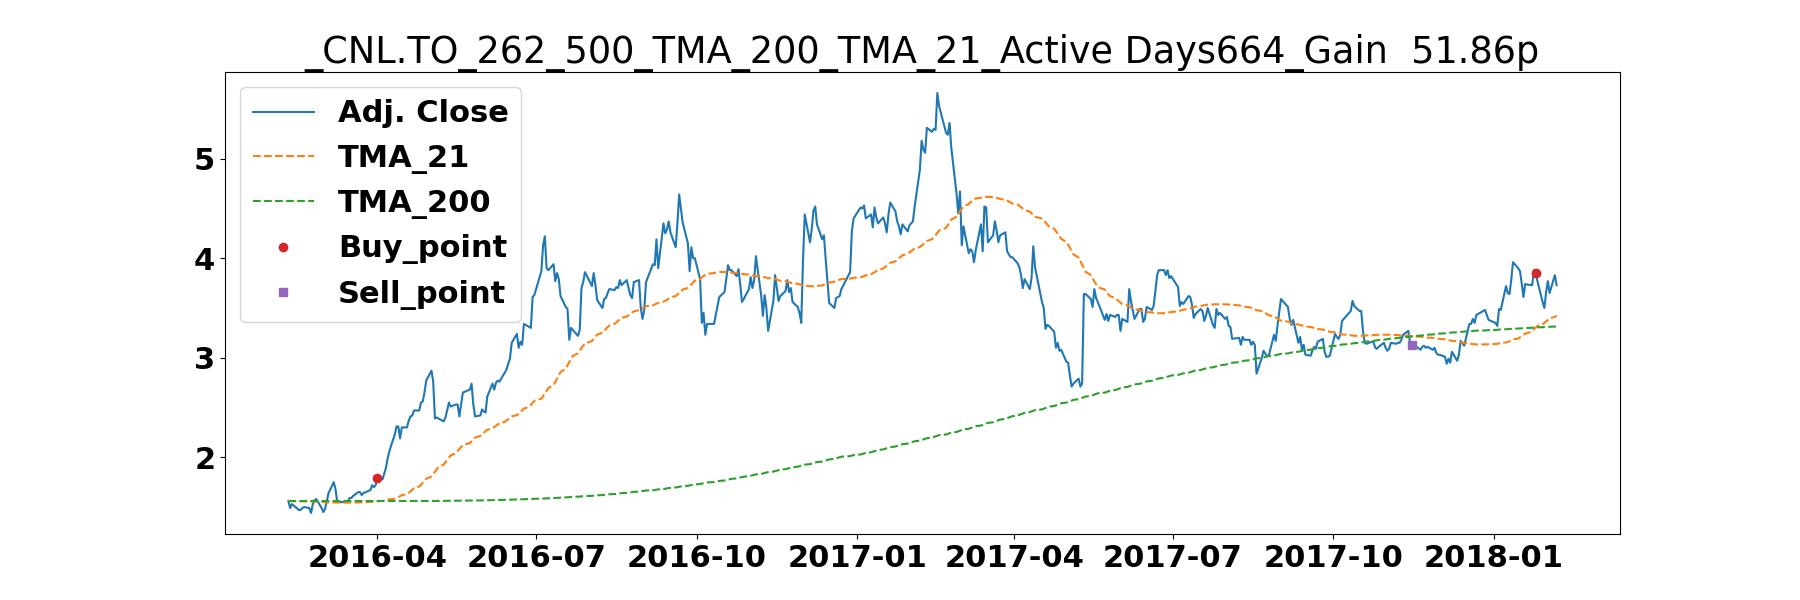 _CNL.TO_262_500_TMA_200_TMA_21_Active Days664_Gain  51.86p
Adj. Close
TMA_21
TMA_200
Buy_point
Sell_point
5
4
3
2
2016-04 2016-07 2016-10 2017-01 2017-04 2017-07 2017-10 2018-01